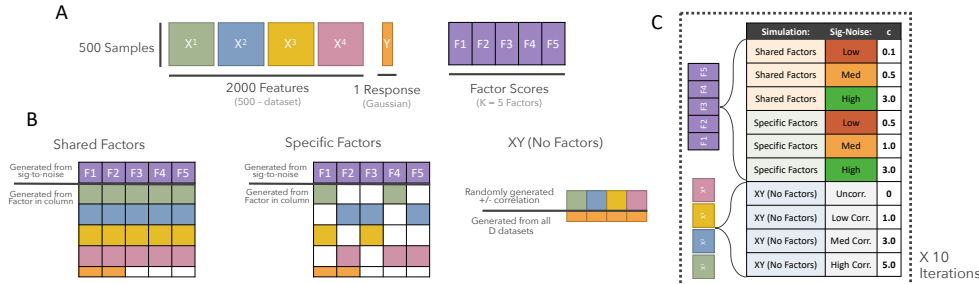 A
500 Samples
X¹ X² X³ X⁴ Y
F1 F2 F3 F4 F5
2000 Features
(500 – dataset)
1 Response
(Gaussian)
Factor Scores
(K = 5 Factors)
B
Shared Factors
Generated from
sig-to-noise
F1 F2 F3 F4 F5
Generated from
Factor in column
Specific Factors
Generated from
sig-to-noise
F1 F2 F3 F4 F5
Generated from
Factor in column
XY (No Factors)
Randomly generated
+/- correlation
Generated from all
D datasets
C
F5
F4
F3
F2
F1
X⁴
X³
X²
X¹
Simulation: Sig-Noise: c
Shared Factors Low 0.1
Shared Factors Med 0.5
Shared Factors High 3.0
Specific Factors Low 0.5
Specific Factors Med 1.0
Specific Factors High 3.0
XY (No Factors) Uncorr. 0
XY (No Factors) Low Corr. 1.0
XY (No Factors) Med Corr. 3.0
XY (No Factors) High Corr. 5.0
X 10
Iterations